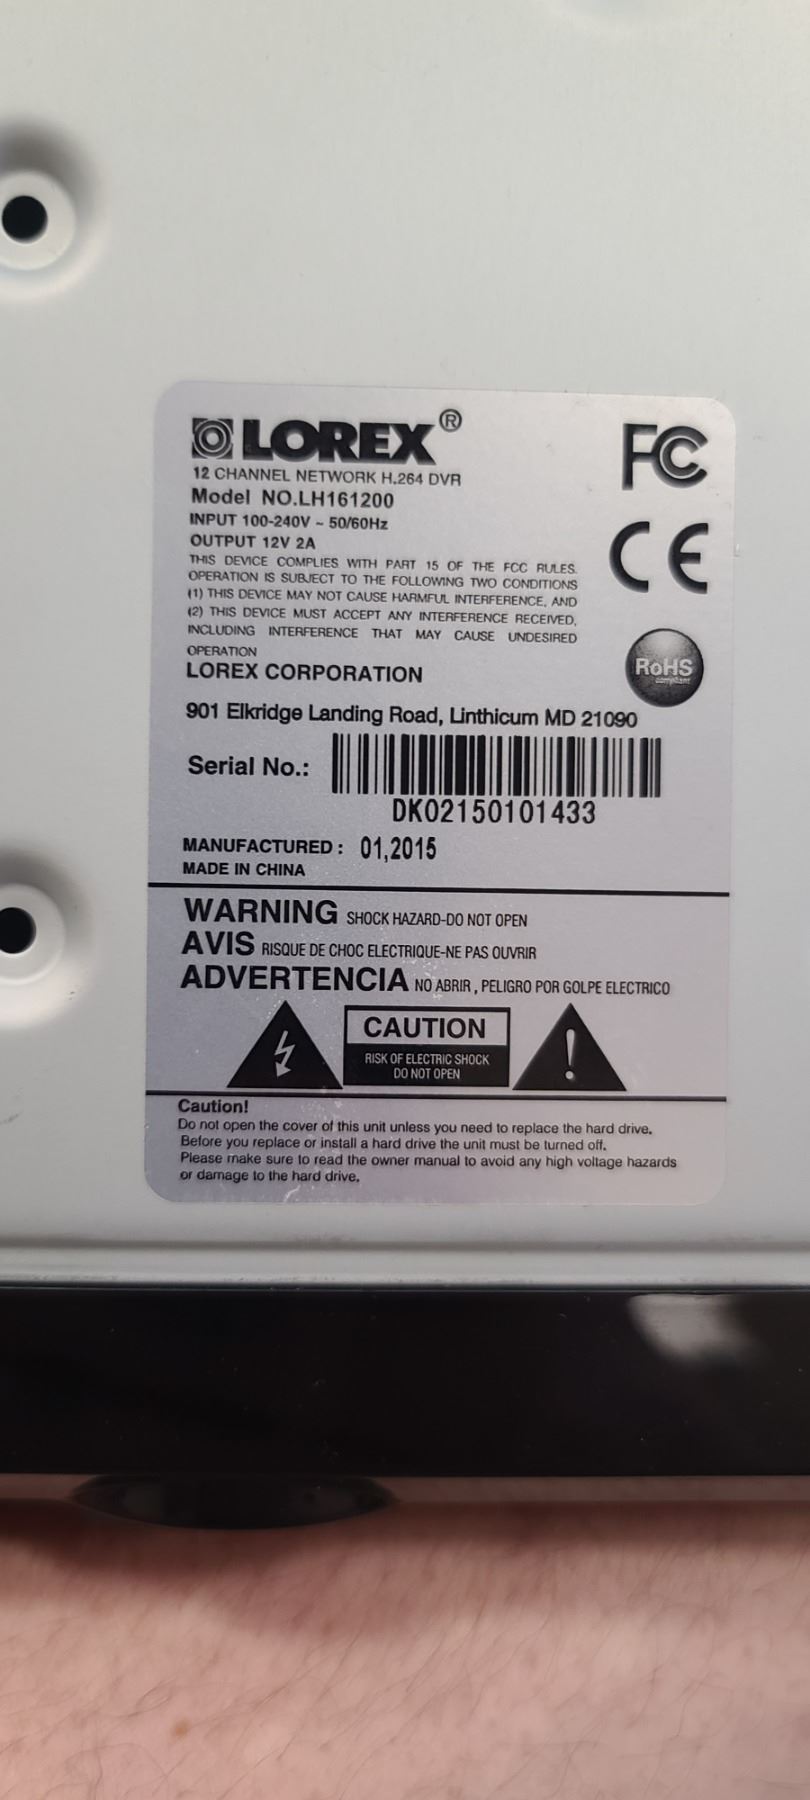 LOREX®
FC
12 CHANNEL NETWORK H.264 DVR
Model NO.LH161200
INPUT 100-240V ~ 50/60Hz
OUTPUT 12V 2A
CE
THIS DEVICE COMPLIES WITH PART 15 OF THE FCC RULES.
OPERATION IS SUBJECT TO THE FOLLOWING TWO CONDITIONS
(1) THIS DEVICE MAY NOT CAUSE HARMFUL INTERFERENCE, AND
(2) THIS DEVICE MUST ACCEPT ANY INTERFERENCE RECEIVED,
INCLUDING INTERFERENCE THAT MAY CAUSE UNDESIRED
OPERATION
RoHS
compliant
LOREX CORPORATION
901 Elkridge Landing Road, Linthicum MD 21090
Serial No.:
DK02150101433
MANUFACTURED : 01,2015
MADE IN CHINA
WARNING SHOCK HAZARD-DO NOT OPEN
AVIS RISQUE DE CHOC ELECTRIQUE-NE PAS OUVRIR
ADVERTENCIA NO ABRIR , PELIGRO POR GOLPE ELECTRICO
CAUTION
RISK OF ELECTRIC SHOCK
DO NOT OPEN
!
Caution!
Do not open the cover of this unit unless you need to replace the hard drive.
Before you replace or install a hard drive the unit must be turned off.
Please make sure to read the owner manual to avoid any high voltage hazards
or damage to the hard drive.